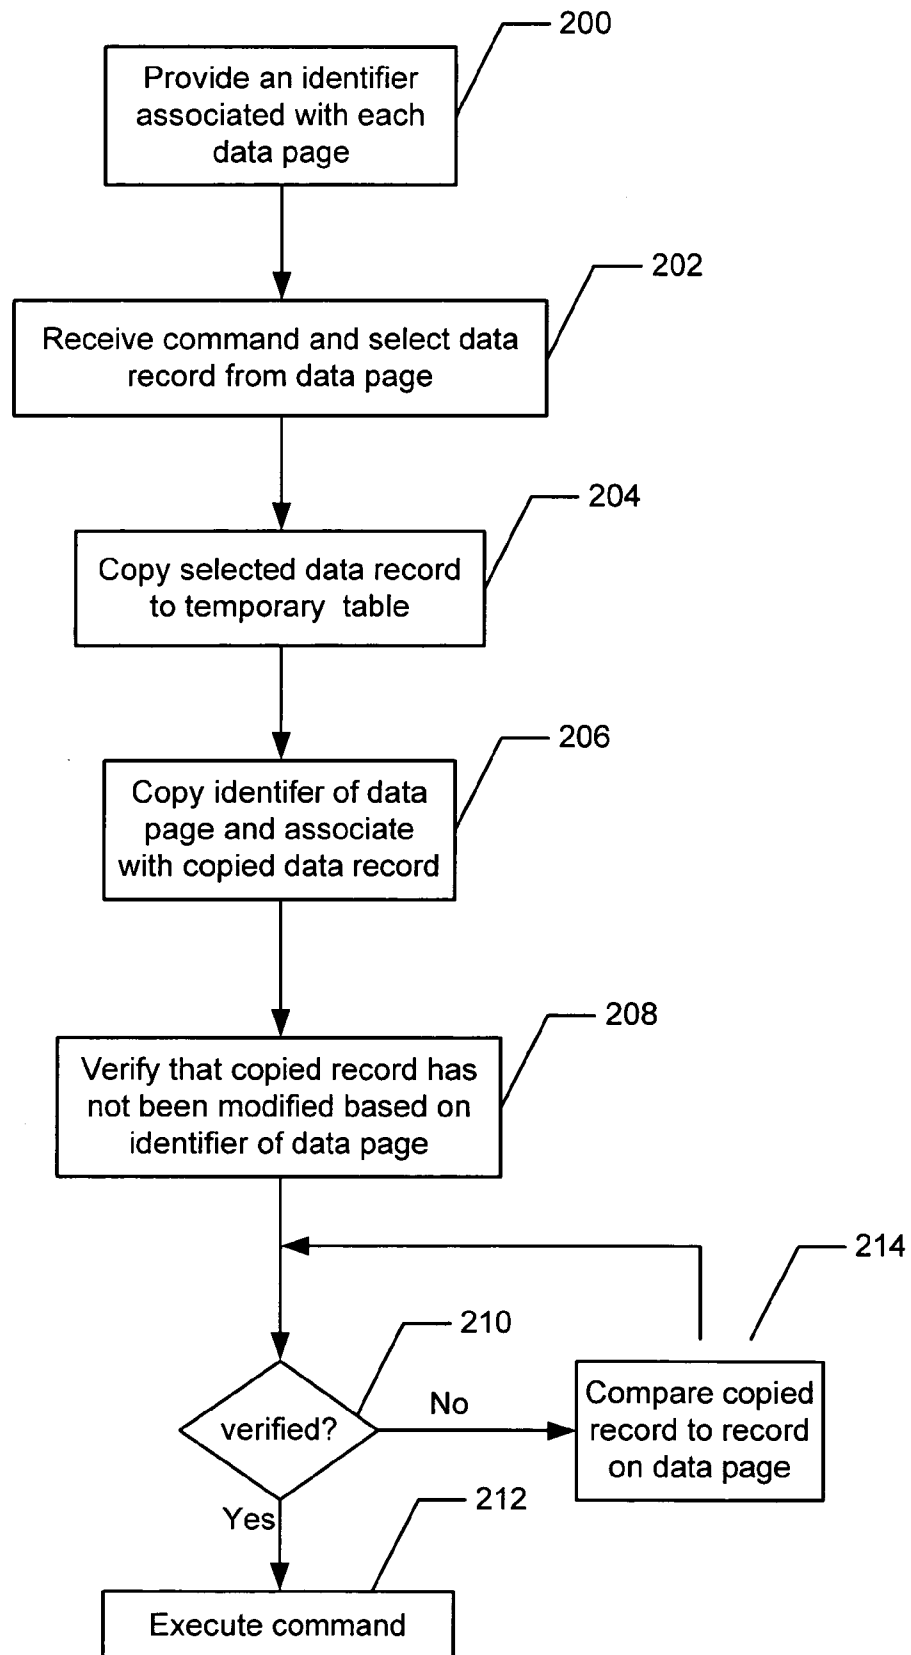 200
Provide an identifier
associated with each
data page
202
Receive command and select data
record from data page
204
Copy selected data record
to temporary table
206
Copy identifer of data
page and associate
with copied data record
208
Verify that copied record has
not been modified based on
identifier of data page
214
210
verified?
No
Compare copied
record to record
on data page
Yes
212
Execute command